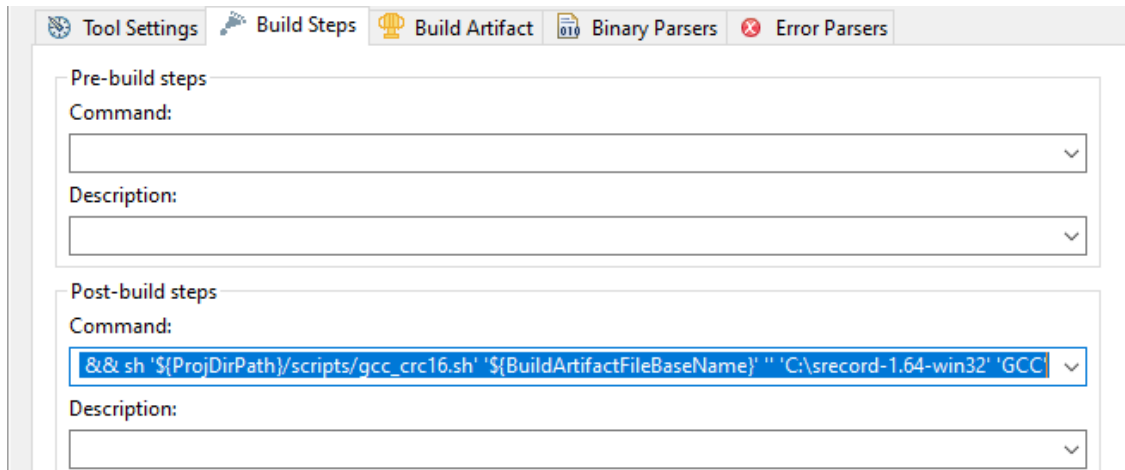 Tool Settings Build Steps Build Artifact Binary Parsers Error Parsers
Pre-build steps
Command:
Description:
Post-build steps
Command:
&& sh '${ProjDirPath}/scripts/gcc_crc16.sh' '${BuildArtifactFileBaseName}' '' 'C:\srecord-1.64-win32' 'GCC'
Description: